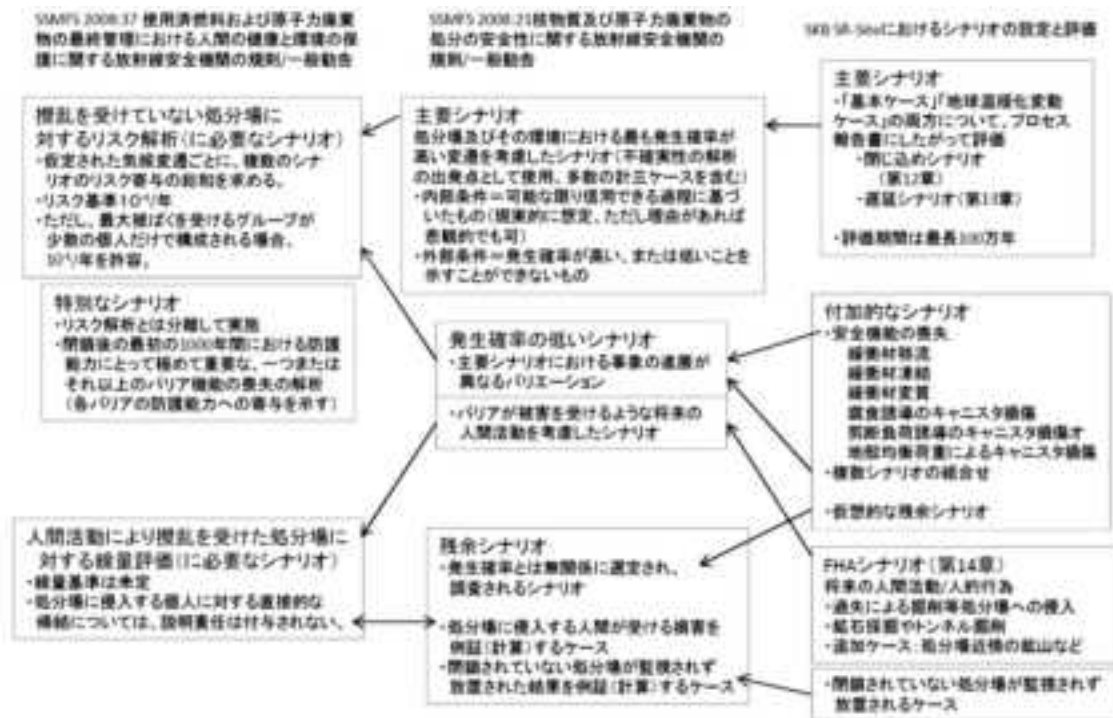 SSMFS 2008:37 使用済燃料および原子力廃棄
物の最終管理における人間の健康と環境の保
護に関する放射線安全機関の規則/一般勧告
撹乱を受けていない処分場に
対するリスク解析(に必要なシナリオ)
・仮定された気候変遷ごとに、複数のシナ
リオのリスク寄与の総和を求める。
・リスク基準
・ただし、最大被ばくを受けるグループが
少数の個人だけで構成される場合、
/年を許容。
特別なシナリオ
・リスク解析とは分離して実施
・閉鎖後の最初の1000年間における防護
能力にとって極めて重要な、一つまたは
それ以上のバリア機能の喪失の解析
(各バリアの防護能力への寄与を示す)
人間活動により撹乱を受けた処分場に
対する線量評価(に必要なシナリオ)
・線量基準は未定
・処分場に侵入する個人に対する直接的な
帰結については、説明責任は付与されない。
SSMFS 2008:21核物質及び原子力廃棄物の
処分の安全性に関する放射線安全機関の
規則/一般勧告
主要シナリオ
処分場及びその環境における最も発生確率が
高い変遷を考慮したシナリオ(不確実性の解析
の出発点として使用、多数の計算ケースを含む)
・内部条件=可能な限り信用できる過程に基づ
いたもの(現実的に想定、ただし理由があれば
悲観的でも可)
・外部条件=発生確率が高い、または低いことを
示すことができないもの
発生確率の低いシナリオ
・主要シナリオにおける事象の進展が
異なるバリエーション
・バリアが被害を受けるような将来の
人間活動を考慮したシナリオ
残余シナリオ
・発生確率とは無関係に選定され、
調査されるシナリオ
・処分場に侵入する人間が受ける損害を
例証(計算)するケース
・閉鎖されていない処分場が監視されず
放置された結果を例証(計算)するケース
SKB SR-Siteにおけるシナリオの設定と評価
主要シナリオ
・「基本ケース」「地球温暖化変動
ケース」の両方について、プロセス
報告書にしたがって評価
・閉じ込めシナリオ
(第12章)
・遅延シナリオ(第13章)
・評価期間は最長100万年
付加的なシナリオ
・安全機能の喪失
緩衝材移流
緩衝材凍結
緩衝材変質
腐食誘導のキャニスタ損傷
剪断負荷誘導のキャニスタ損傷オ
地殻均衡荷重によるキャニスタ損傷
・複数シナリオの組合せ
・仮想的な残余シナリオ
FHAシナリオ(第14章)
将来の人間活動/人的行為
・過失による掘削等処分場への侵入
・鉱石採掘やトンネル掘削
・追加ケース:処分場近傍の鉱山など
・閉鎖されていない処分場が監視されず
放置されるケース